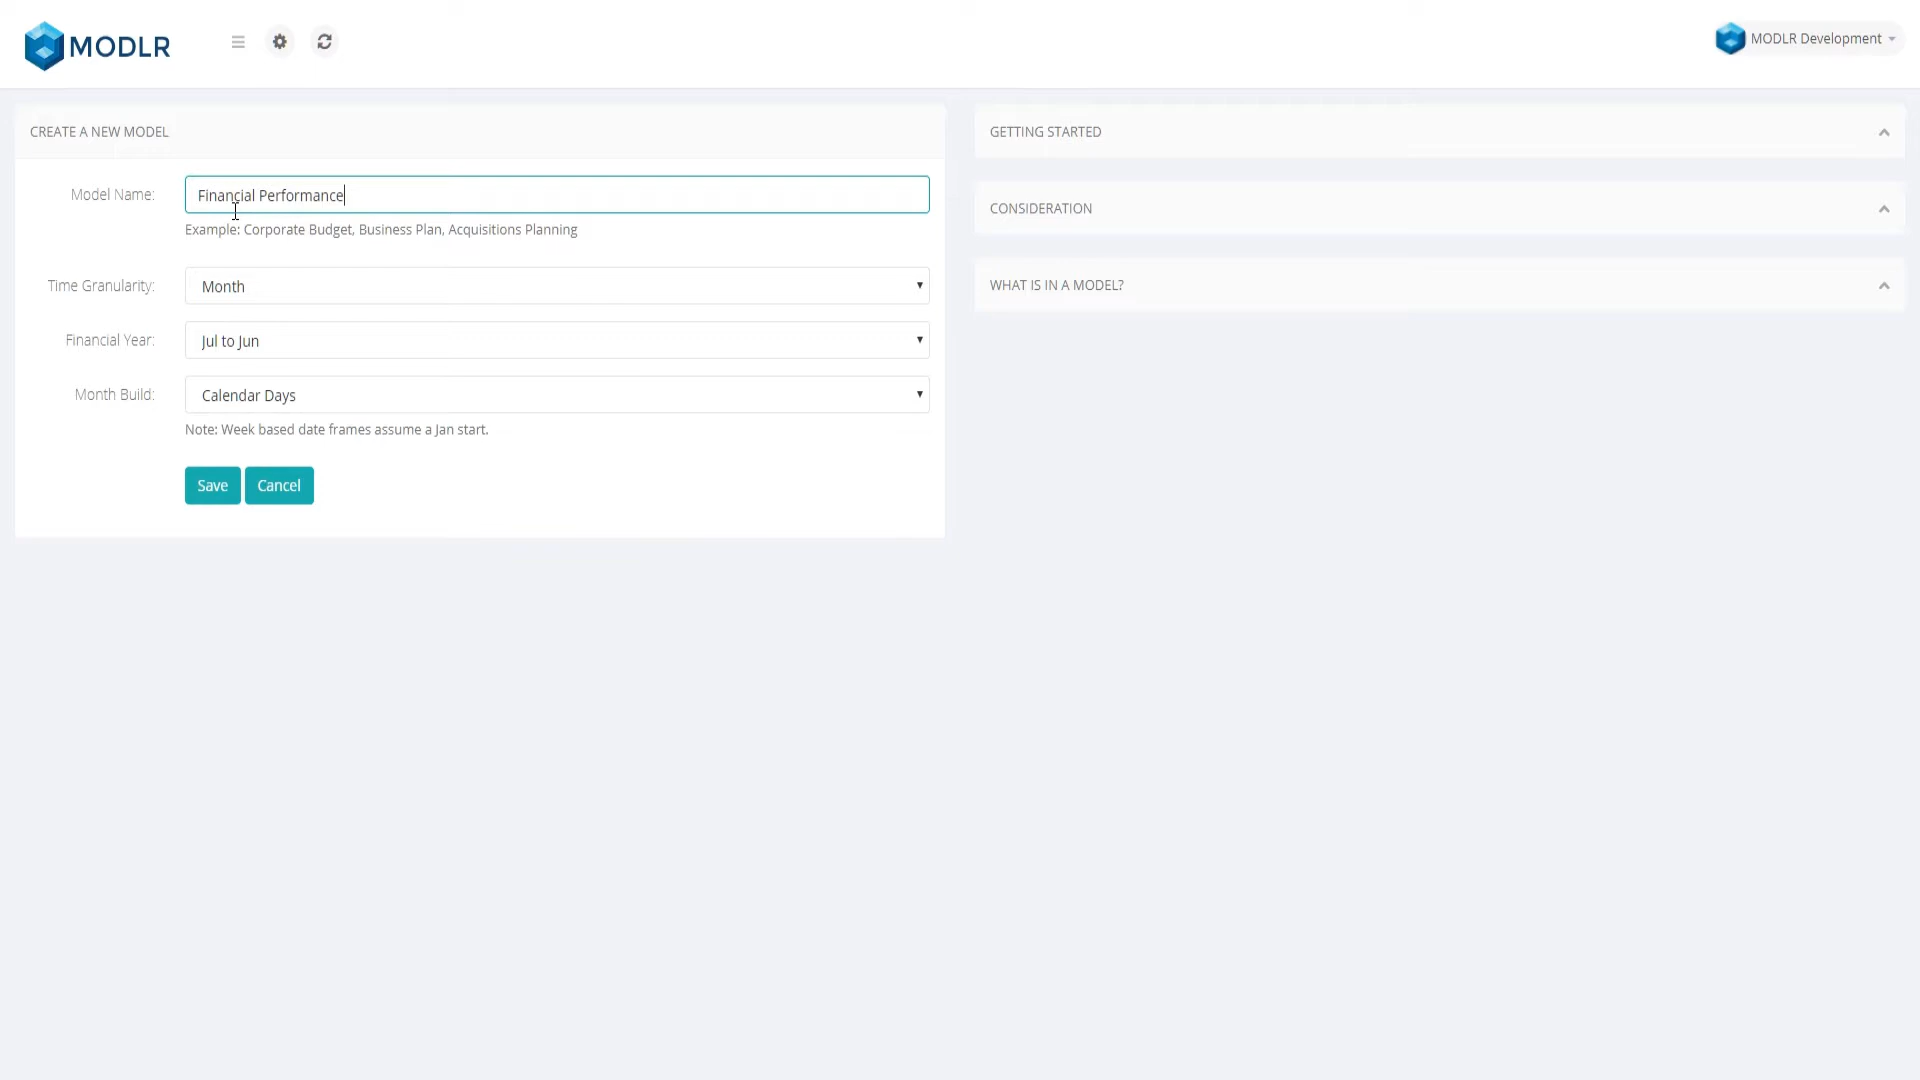 MODLR
MODLR Development
CREATE A NEW MODEL
Model Name:
Financial Performance
Example: Corporate Budget, Business Plan, Acquisitions Planning
Time Granularity:
Month
Financial Year:
Jul to Jun
Month Build:
Calendar Days
Note: Week based date frames assume a Jan start.
Save
Cancel
GETTING STARTED
CONSIDERATION
WHAT IS IN A MODEL?